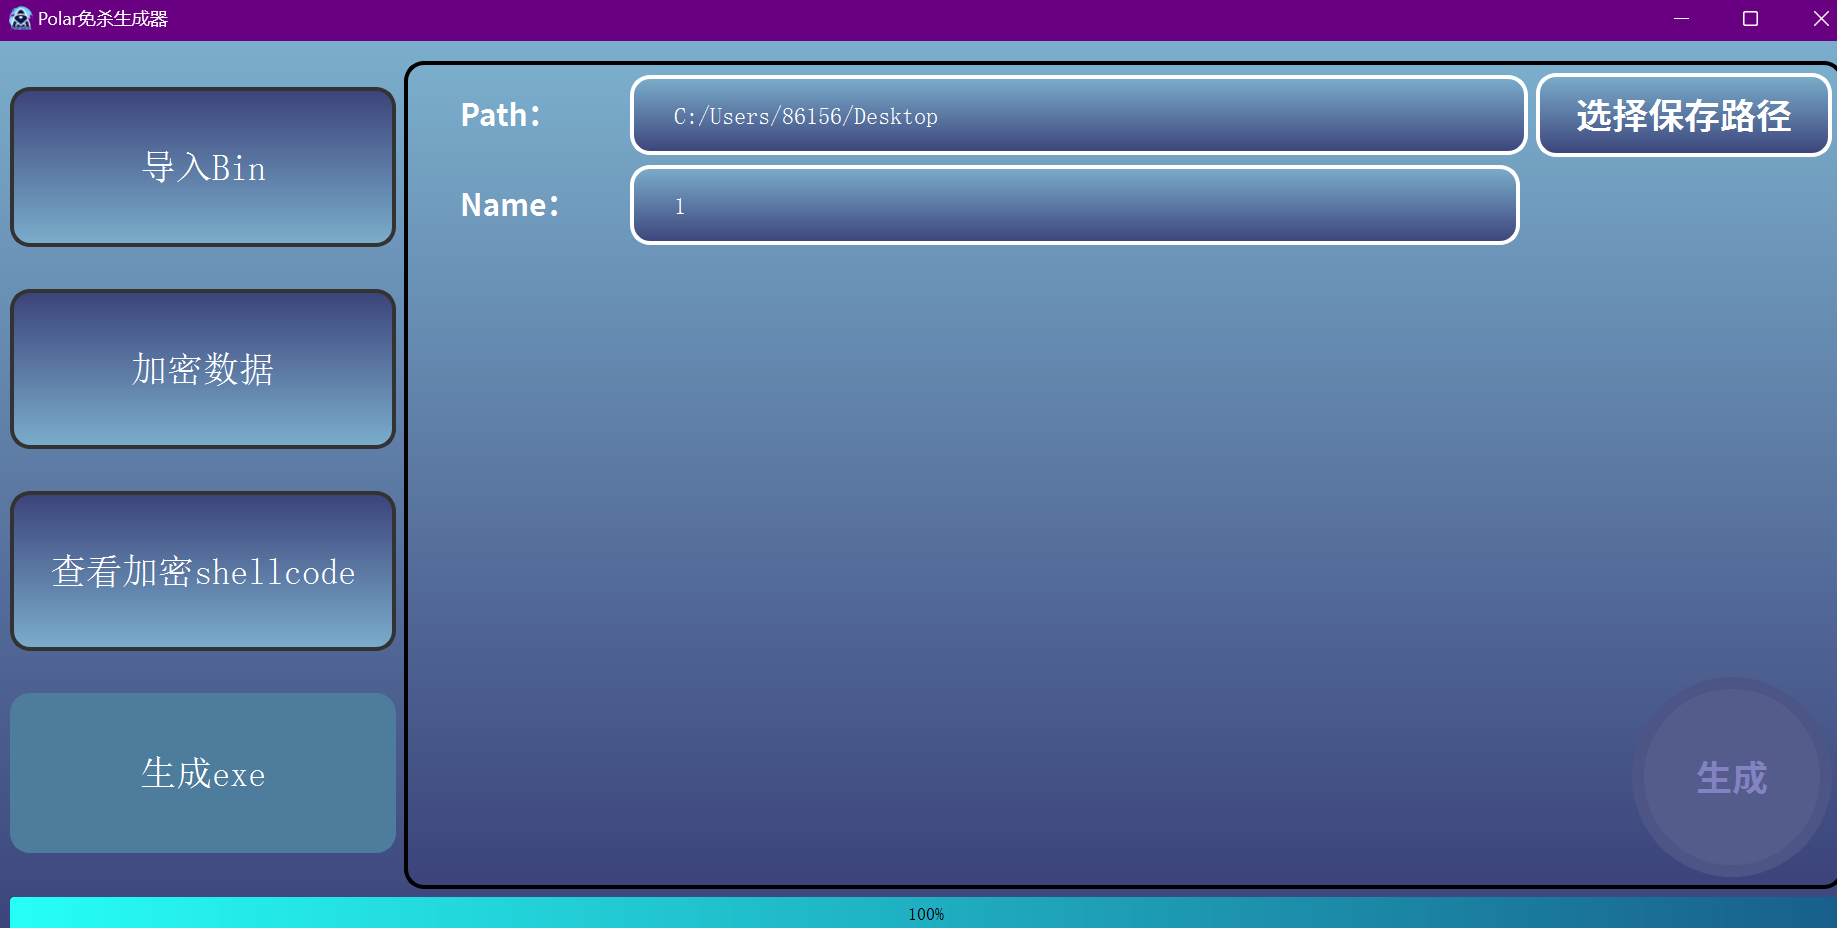 Polar免杀生成器
导入Bin
加密数据
查看加密shellcode
生成exe
Path:
C:/Users/86156/Desktop
选择保存路径
Name:
1
生成
100%